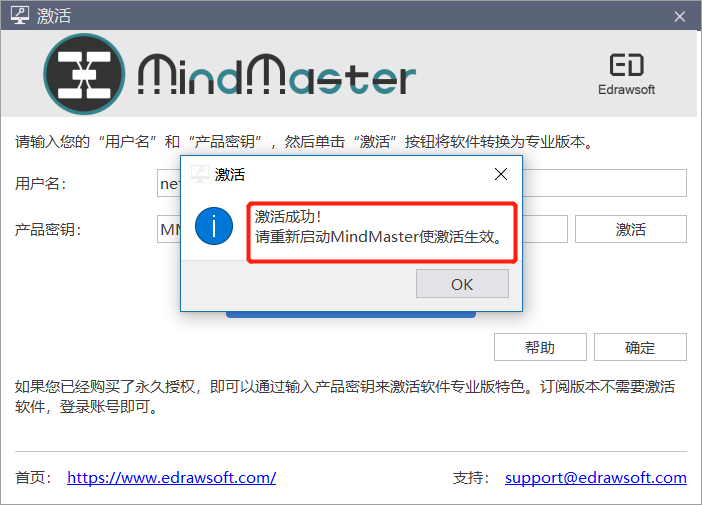 激活
MindMaster
Edrawsoft
请输入您的“用户名”和“产品密钥”，然后单击“激活”按钮将软件转换为专业版本。
激活
用户名：
激活成功！
请重新启动MindMaster使激活生效。
产品密钥：
MM
激活
OK
帮助
确定
如果您已经购买了永久授权，即可以通过输入产品密钥来激活软件专业版特色。订阅版本不需要激活
软件，登录账号即可。
首页： https://www.edrawsoft.com/ 支持： support@edrawsoft.com